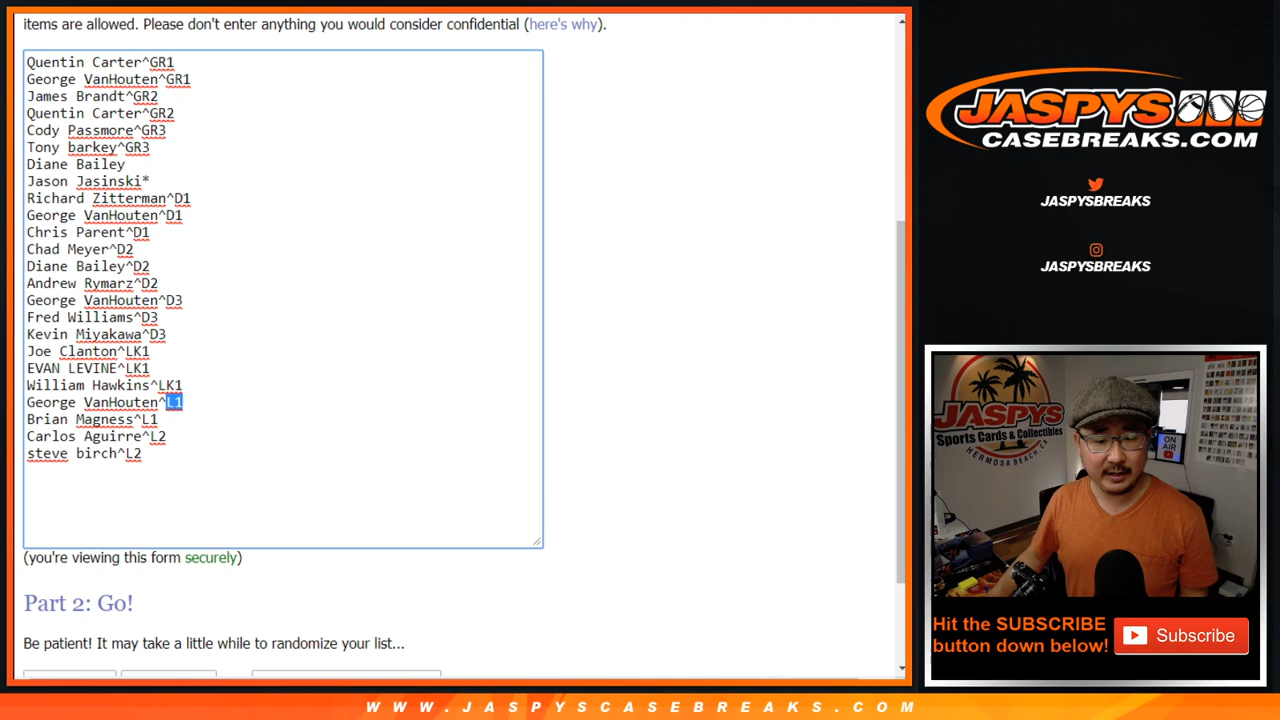 items are allowed. Please don't enter anything you would consider confidential (here's why).
Quentin Carter^GR1
George VanHouten^GR1
James Brandt^GR2
Quentin Carter^GR2
Cody Passmore^GR3
Tony barkey^GR3
Diane Bailey
Jason Jasinski*
Richard Zitterman^D1
George VanHouten^D1
Chris Parent^D1
Chad Meyer^D2
Diane Bailey^D2
Andrew Rymarz^D2
George VanHouten^D3
Fred Williams^D3
Kevin Miyakawa^D3
Joe Clanton^LK1
EVAN LEVINE^LK1
William Hawkins^LK1
George VanHouten^L1
Brian Magness^L1
Carlos Aguirre^L2
steve birch^L2
(you're viewing this form securely)
Part 2: Go!
Be patient! It may take a little while to randomize your list...
JASPYS
CASEBREAKS.COM
JASPYSBREAKS
JASPYSBREAKS
JASPYS
Sports Cards & Collectibles
HERMOSA BEACH, CA
ON AIR
Hit the SUBSCRIBE
button down below!
Subscribe
WWW.JASPYSCASEBREAKS.COM